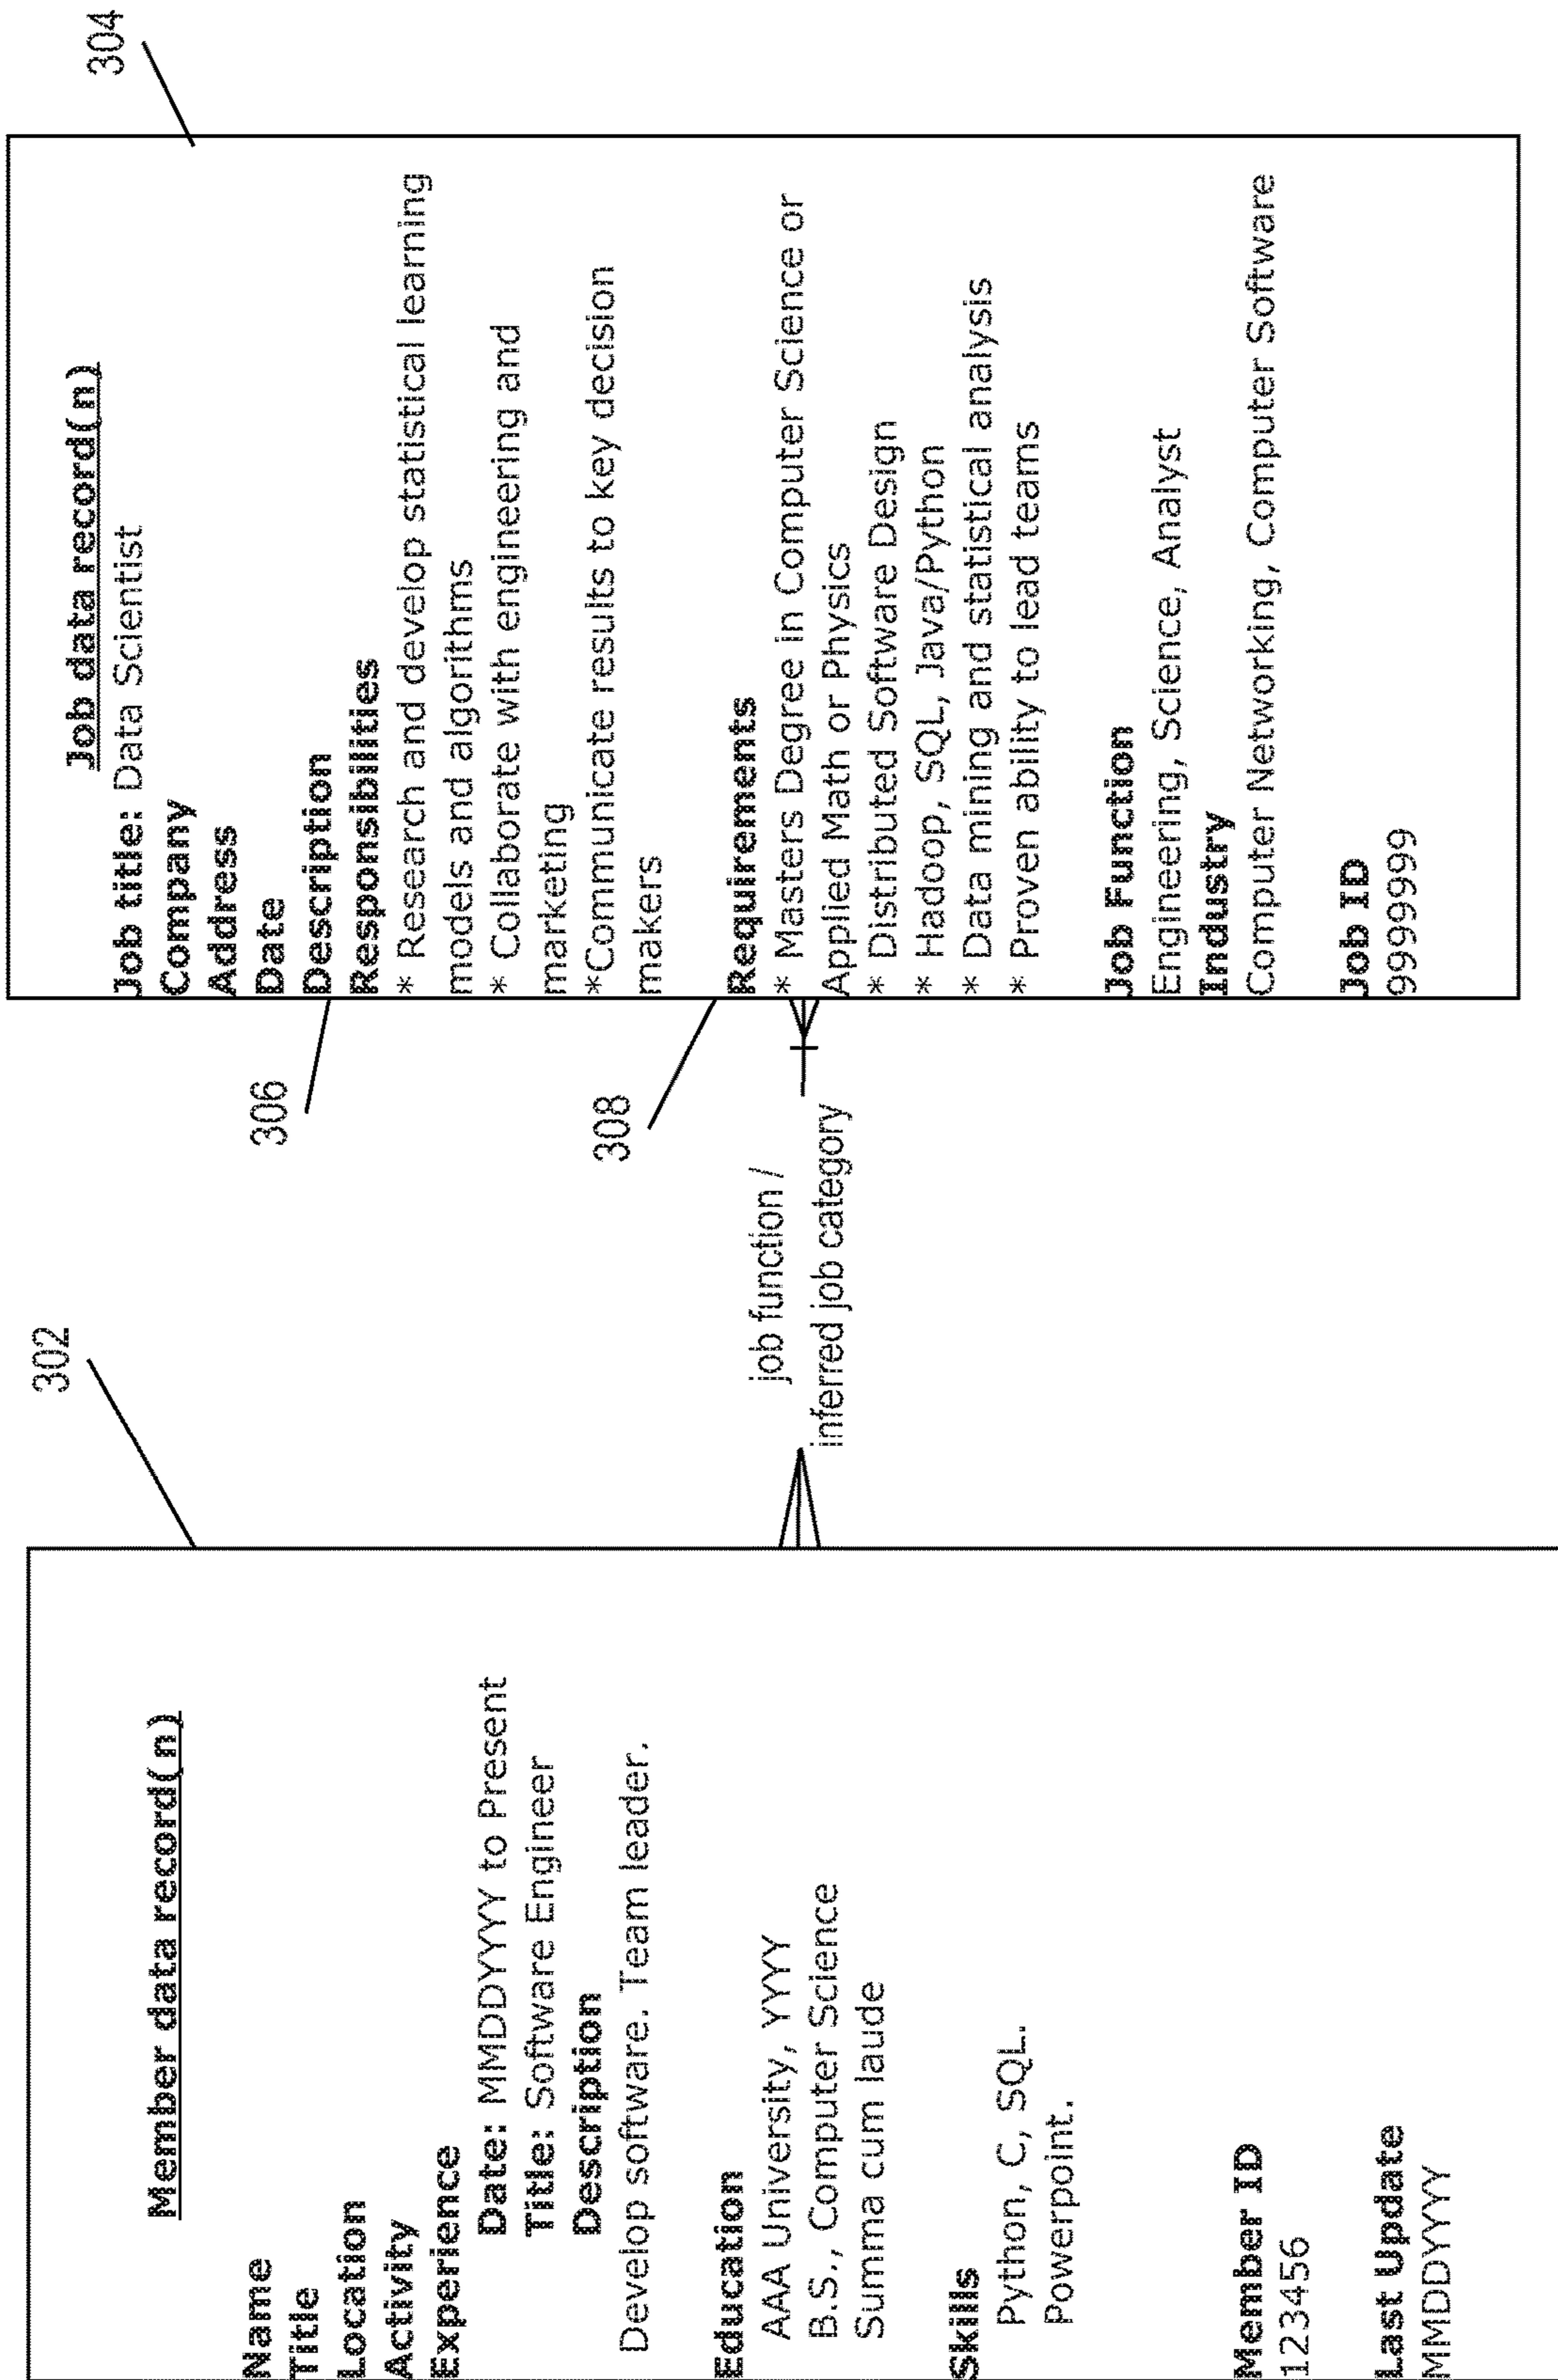 302
Member data record(n)
Name
Title
Location
Activity
Experience
Date: MMDDYYYY to Present
Title: Software Engineer
Description
Develop software. Team leader.
Education
AAA University, YYYY
B.S., Computer Science
Summa cum laude
Skills
Python, C, SQL.
Powerpoint.
Member ID
123456
Last Update
MMDDYYYY
job function /
inferred job category
306
308
304
Job data record(n)
Job title: Data Scientist
Company
Address
Date
Description
Responsibilities
* Research and develop statistical learning
models and algorithms
* Collaborate with engineering and
marketing
*Communicate results to key decision
makers
Requirements
* Masters Degree in Computer Science or
Applied Math or Physics
* Distributed Software Design
* Hadoop, SQL, Java/Python
* Data mining and statistical analysis
* Proven ability to lead teams
Job Function
Engineering, Science, Analyst
Industry
Computer Networking, Computer Software
Job ID
99999999